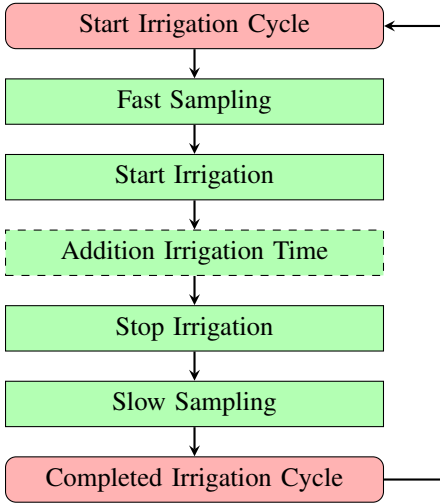 Start Irrigation Cycle
Fast Sampling
Start Irrigation
Addition Irrigation Time
Stop Irrigation
Slow Sampling
Completed Irrigation Cycle